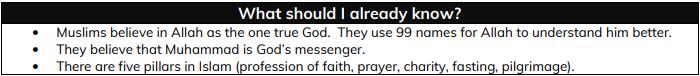 What should I already know?
• Muslims believe in Allah as the one true God.  They use 99 names for Allah to understand him better.
• They believe that Muhammad is God's messenger.
• There are five pillars in Islam (profession of faith, prayer, charity, fasting, pilgrimage).